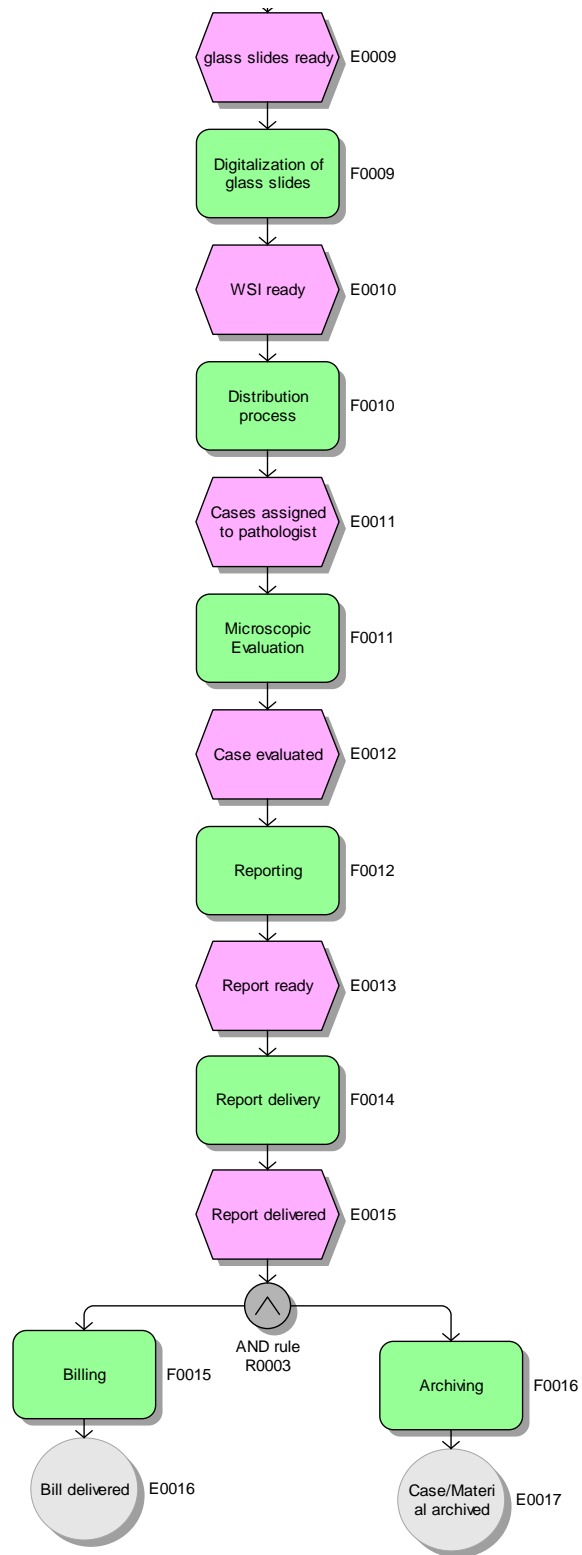 glass slides ready
E0009
Digitalization of
glass slides
F0009
WSI ready
E0010
Distribution
process
F0010
Cases assigned
to pathologist
E0011
Microscopic
Evaluation
F0011
Case evaluated
E0012
Reporting
F0012
Report ready
E0013
Report delivery
F0014
Report delivered
E0015
AND rule
R0003
Billing
F0015
Archiving
F0016
Bill delivered
E0016
Case/Materi
al archived
E0017